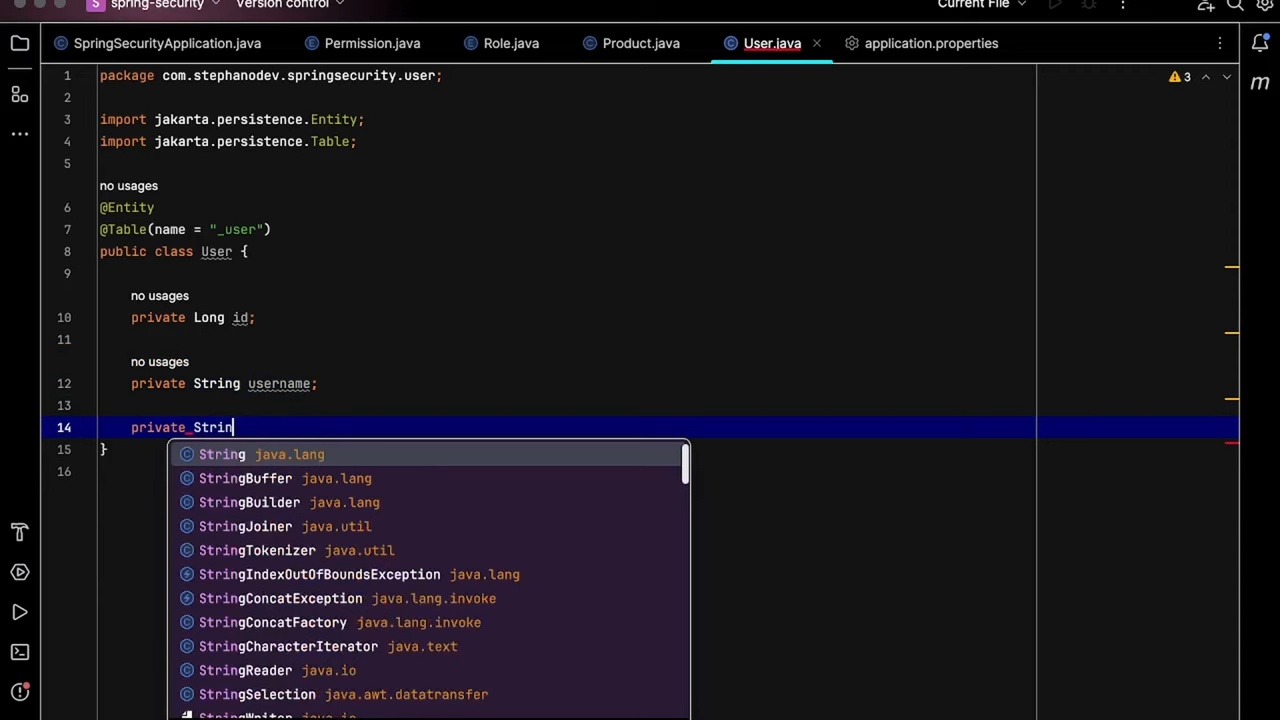 spring-security
Version control
Current File
SpringSecurityApplication.java
Permission.java
Role.java
Product.java
User.java
application.properties
1 package com.stephanodev.springsecurity.user;
3
2
3 import jakarta.persistence.Entity;
4 import jakarta.persistence.Table;
5
no usages
6 @Entity
7 @Table(name = "_user")
8 public class User {
9
no usages
10 private Long id;
11
no usages
12 private String username;
13
14 private Strin
15 }
16
String java.lang
StringBuffer java.lang
StringBuilder java.lang
StringJoiner java.util
StringTokenizer java.util
StringIndexOutOfBoundsException java.lang
StringConcatException java.lang.invoke
StringConcatFactory java.lang.invoke
StringCharacterIterator java.text
StringReader java.io
StringSelection java.awt.datatransfer
StringWriter java.io